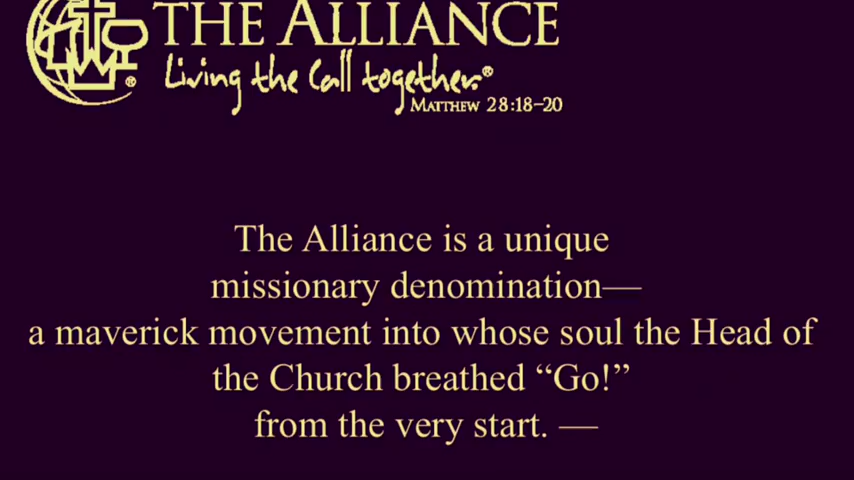 THE ALLIANCE
Living the Call together.®
MATTHEW 28:18-20
®
The Alliance is a unique
missionary denomination—
a maverick movement into whose soul the Head of
the Church breathed “Go!”
from the very start. —